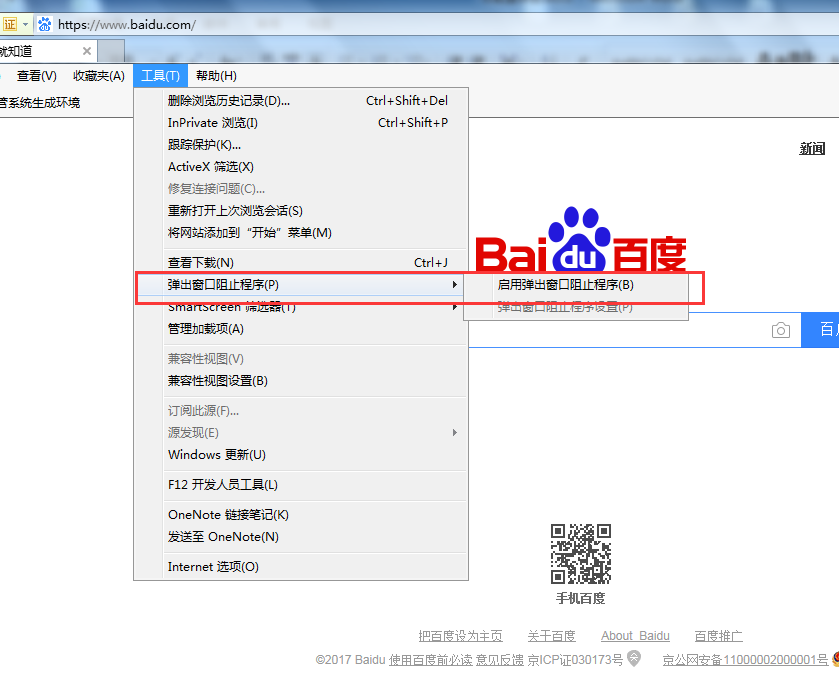 证 https://www.baidu.com/
就知道
查看(V) 收藏夹(A) 工具(T) 帮助(H)
管系统生成环境
删除浏览历史记录(D)... Ctrl+Shift+Del
InPrivate 浏览(I) Ctrl+Shift+P
跟踪保护(K)...
ActiveX 筛选(X)
修复连接问题(C)...
重新打开上次浏览会话(S)
将网站添加到“开始”菜单(M)
查看下载(N) Ctrl+J
弹出窗口阻止程序(P)
SmartScreen 筛选器(T)
管理加载项(A)
兼容性视图(V)
兼容性视图设置(B)
订阅此源(F)...
源发现(E)
Windows 更新(U)
F12 开发人员工具(L)
OneNote 链接笔记(K)
发送至 OneNote(N)
Internet 选项(O)
启用弹出窗口阻止程序(B)
弹出窗口阻止程序设置(P)
新闻
Bai du 百度
百
手机百度
把百度设为主页 关于百度 About Baidu 百度推广
©2017 Baidu 使用百度前必读 意见反馈 京ICP证030173号 京公网安备11000002000001号